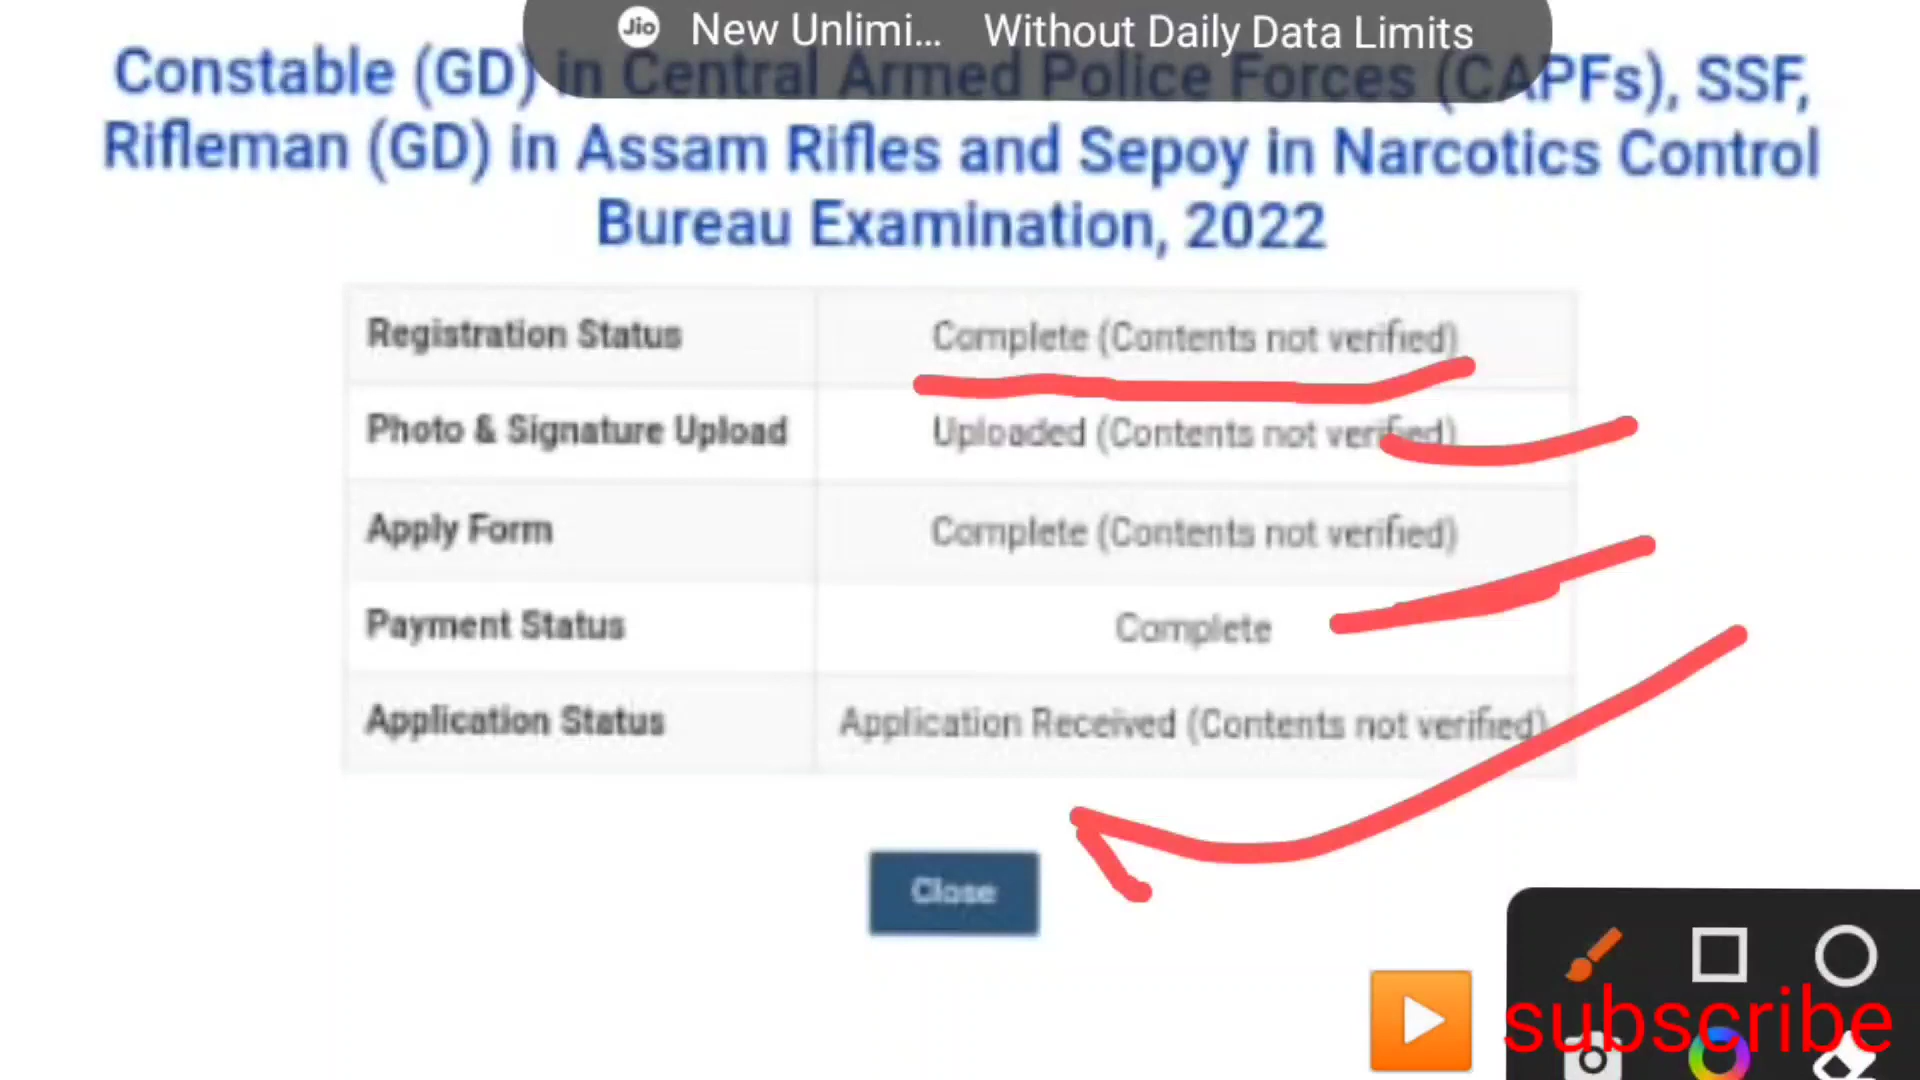 Jio New Unlimi... Without Daily Data Limits
Constable (GD) in Central Armed Police Forces (CAPFs), SSF,
Rifleman (GD) in Assam Rifles and Sepoy in Narcotics Control
Bureau Examination, 2022
Registration Status Complete (Contents not verified)
Photo & Signature Upload Uploaded (Contents not verified)
Apply Form Complete (Contents not verified)
Payment Status Complete
Application Status Application Received (Contents not verified)
Close
subscribe